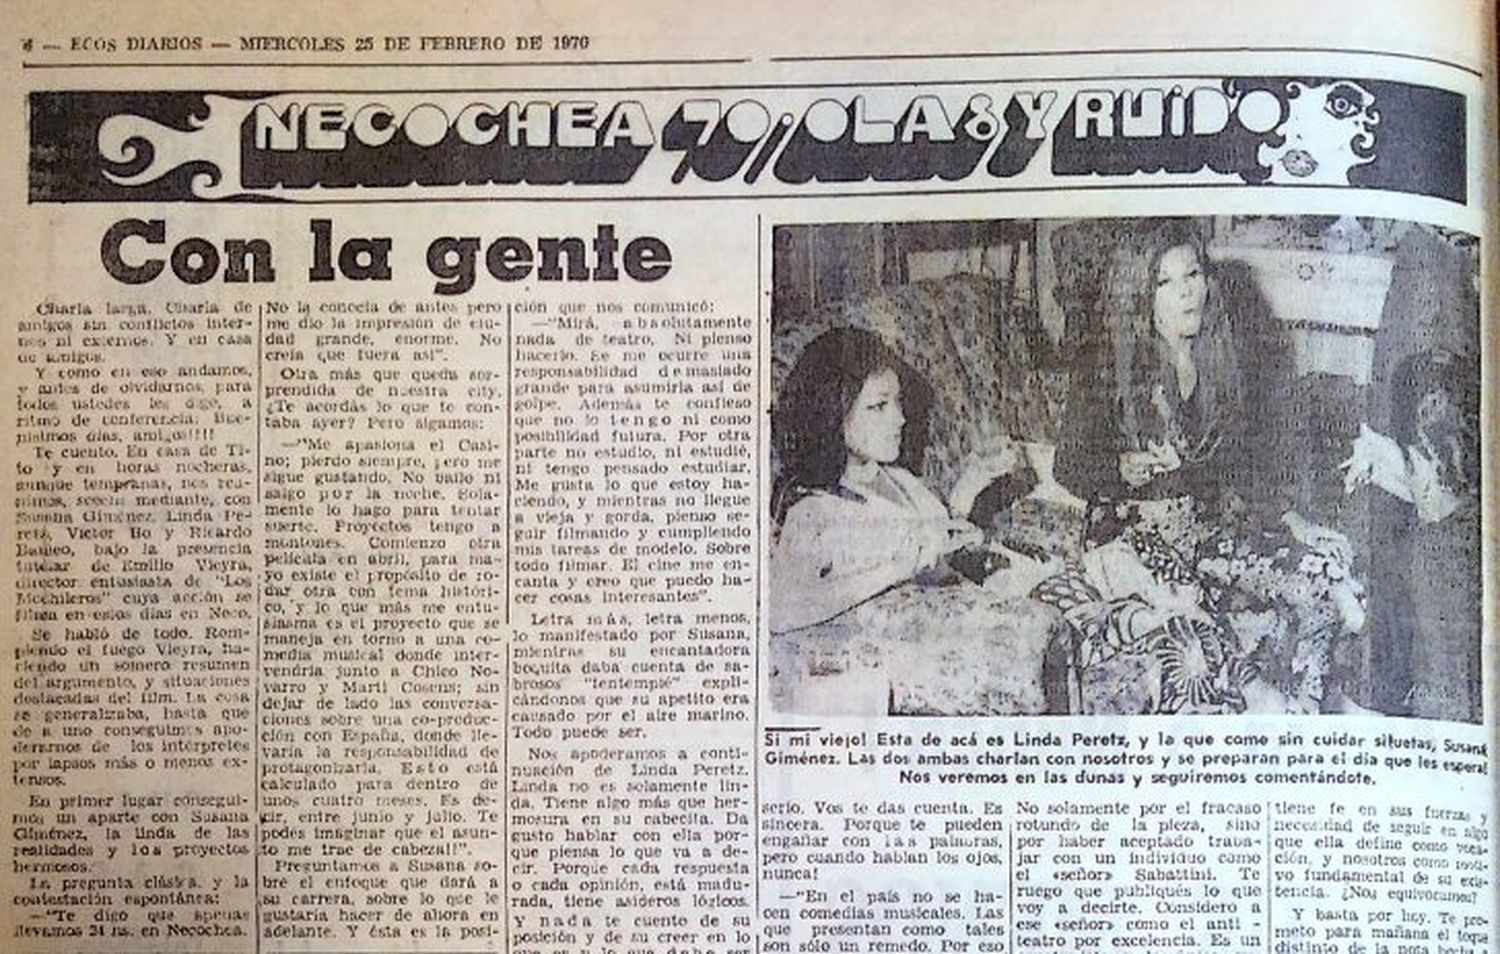 4 — ECOS DIARIOS — MIERCOLES 25 DE FEBRERO DE 1970
NECOCHEA 70/OLA8 Y RUIDO
Con la gente
Charla larga. Charla de
amigos sin conflictos inter-
nos ni externos. Y en casa
de amigos.
Y como en eso andamos,
y antes de olvidarnos, para
todos ustedes les digo, a
ritmo de conferencia: Bue-
nísimos días, amigos!!!!
Te cuento. En casa de Ti-
to y en horas nocheras,
aunque tempranas, nos reu-
nimos, mediante, con
Susana Giménez, Linda Pe-
retz, Víctor Bo y Ricardo
Bauleo, bajo la presencia
tutelar de Emilio Vieyra,
director entusiasta de "Los
Mochileros" cuya acción se
filma en estos días en Neco.
Se habló de todo. Rom-
piendo el fuego Vieyra, ha-
ciendo un somero resumen
del argumento, y situaciones
destacadas del film. La cosa
se generalizaba, hasta que
de a uno conseguimos apo-
derarnos de los intérpretes
por lapsos más o menos ex-
tensos.
En primer lugar consegui-
mos un aparte con Susana
Giménez, la linda de las
realidades y los proyectos
hermosos.
La pregunta clásica, y la
contestación espontánea:
—"Te digo que apenas
llevamos 24 hs. en Necochea.
No la conocía de antes pero
me dio la impresión de ciu-
dad grande, enorme. No
creía que fuera así".
Otra más que queda sor-
prendida de nuestra city.
¿Te acordás lo que te con-
taba ayer? Pero sigamos:
—"Me apasiona el Casi-
no; pierdo siempre, pero me
sigue gustando. No bailo ni
salgo por la noche. Sola-
mente lo hago para tentar
suerte. Proyectos tengo a
montones. Comienzo otra
película en abril, para ma-
yo existe el propósito de ro-
dar otra con tema históri-
co, y lo que más me entu-
siasma es el proyecto que se
maneja en torno a una co-
media musical donde inter-
vendría junto a Chico No-
varro y Marti Cosens; sin
dejar de lado las conversa-
ciones sobre una co-produc-
ción con España, donde lle-
varía la responsabilidad de
protagonizarla. Esto está
calculado para dentro de
unos cuatro meses. Es de-
cir, entre junio y julio. Te
podés imaginar que el asun-
to me trae de cabeza!!".
Preguntamos a Susana so-
bre el enfoque que dará a
su carrera, sobre lo que le
gustaría hacer de ahora en
adelante. Y ésta es la posi-
ción que nos comunicó:
—"Mirá, absolutamente
nada de teatro. Ni pienso
hacerlo. Se me ocurre una
responsabilidad demasiado
grande para asumirla así de
golpe. Además te confieso
que no lo tengo ni como
posibilidad futura. Por otra
parte no estudio, ni estudié,
ni tengo pensado estudiar.
Me gusta lo que estoy ha-
ciendo, y mientras no llegue
a vieja y gorda, pienso se-
guir filmando y cumpliendo
mis tareas de modelo. Sobre
todo filmar. El cine me en-
canta y creo que puedo ha-
cer cosas interesantes".
Letra más, letra menos,
lo manifestado por Susana,
mientras su encantadora
boquita daba cuenta de sa-
brosos "tentempié" expli-
cándonos que su apetito era
causado por el aire marino.
Todo puede ser.
Nos apoderamos a conti-
nuación de Linda Peretz.
Linda no es solamente lin-
da. Tiene algo más que her-
mosura en su cabecita. Da
gusto hablar con ella por-
que piensa lo que va a de-
cir. Porque cada respuesta
o cada opinión, está madu-
rada, tiene asideros lógicos.
Y nada te cuento de su
posición y de su creer en lo
que es y lo que debe ser
Si mi viejo! Esta de acá es Linda Peretz, y la que come sin cuidar siluetas, Susana
Giménez. Las dos ambas charlan con nosotros y se preparan para el día que les espera!
Nos veremos en las dunas y seguiremos comentándote.
serio. Vos te das cuenta. Es
sincera. Porque te pueden
engañar con las palabras,
pero cuando hablan los ojos,
nunca!
—"En el país no se ha-
cen comedias musicales. Las
que presentan como tales
son sólo un remedo. Por eso
No solamente por el fracaso
rotundo de la pieza, sino
por haber aceptado traba-
jar con un individuo como
el «señor» Sabattini. Te
ruego que publiqués lo que
voy a decirte. Considero a
ese «señor» como el anti -
teatro por excelencia. Es un
tiene fe en sus fuerzas y
necesidad de seguir en algo
que ella define como voca-
ción, y nosotros como moti-
vo fundamental de su exis-
tencia. ¿Nos equivocamos?
Y basta por hoy. Te pro-
meto para mañana el toque
distinto de la nota